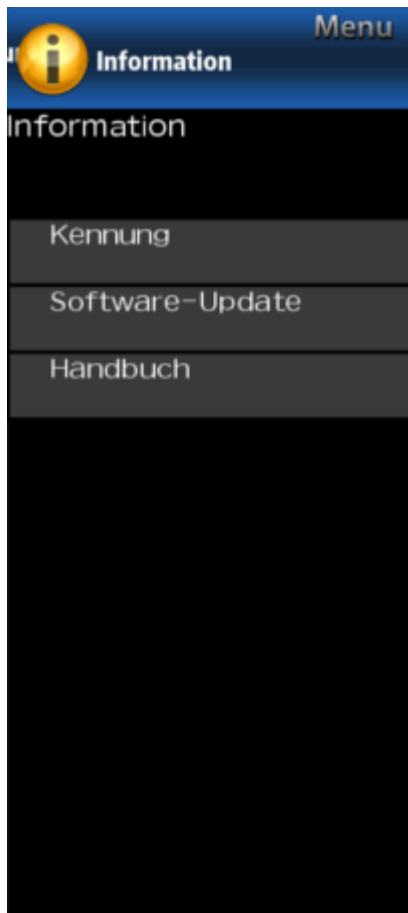 Menu
Information
Information
Kennung
Software-Update
Handbuch